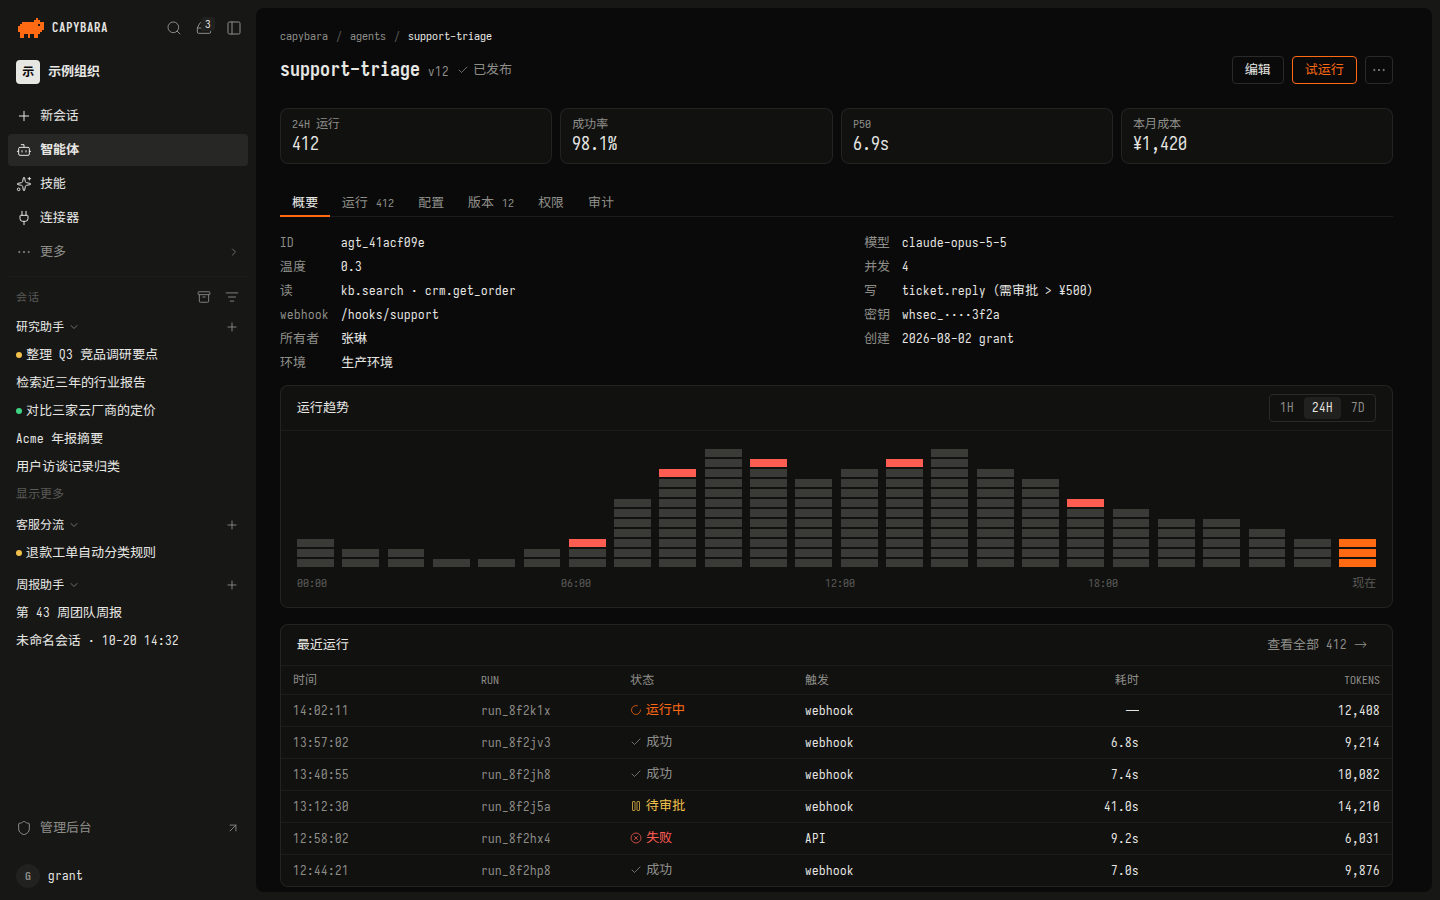 CAPYBARA
3
示 示例组织
新会话
智能体
技能
连接器
更多
会话
研究助手
整理 Q3 竞品调研要点
检索近三年的行业报告
对比三家云厂商的定价
Acme 年报摘要
用户访谈记录归类
显示更多
客服分流
退款工单自动分类规则
周报助手
第 43 周团队周报
未命名会话 · 10-20 14:32
管理后台
G grant
capybara / agents / support-triage
support-triage v12 已发布
编辑 试运行 ···
24H 运行
412
成功率
98.1%
P50
6.9s
本月成本
¥1,420
概要 运行 412 配置 版本 12 权限 审计
ID agt_41acf09e
模型 claude-opus-5-5
温度 0.3
并发 4
读 kb.search · crm.get_order
写 ticket.reply (需审批 > ¥500)
webhook /hooks/support
密钥 whsec_····3f2a
所有者 张琳
创建 2026-08-02 grant
环境 生产环境
运行趋势 1H 24H 7D
00:00 06:00 12:00 18:00 现在
最近运行 查看全部 412 →
时间 RUN 状态 触发 耗时 TOKENS
14:02:11 run_8f2k1x 运行中 webhook — 12,408
13:57:02 run_8f2jv3 成功 webhook 6.8s 9,214
13:40:55 run_8f2jh8 成功 webhook 7.4s 10,082
13:12:30 run_8f2j5a 待审批 webhook 41.0s 14,210
12:58:02 run_8f2hx4 失败 API 9.2s 6,031
12:44:21 run_8f2hp8 成功 webhook 7.0s 9,876